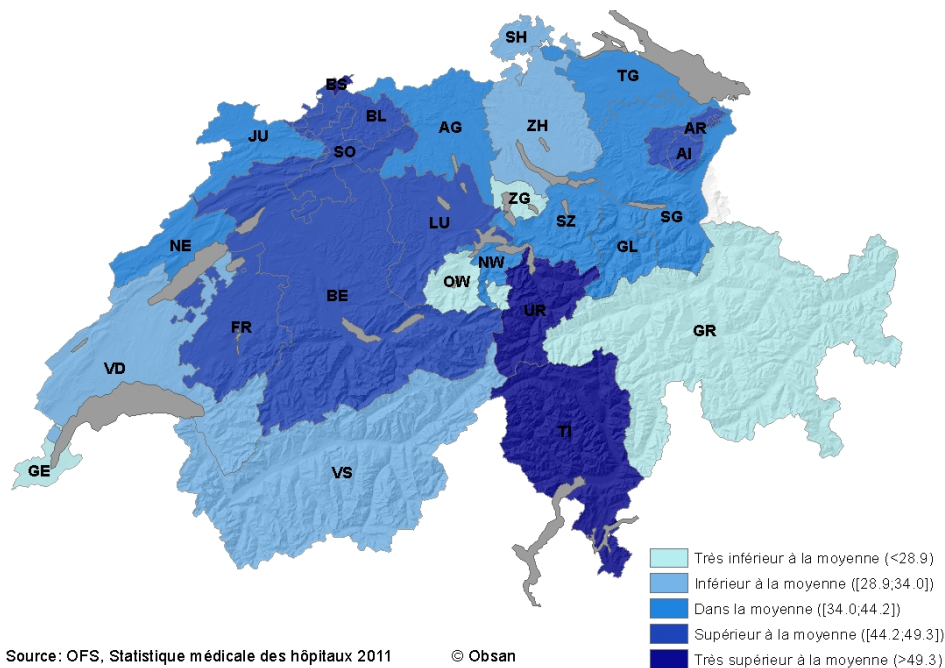 SH
BS
BL
JU
AG
ZH
TG
AR
SO
AI
ZG
NE
LU
SZ
SG
NW
GL
OW
BE
UR
FR
GR
VD
TI
GE
VS
Très inférieur à la moyenne (<28.9)
Inférieur à la moyenne ([28.9;34.0])
Dans la moyenne ([34.0;44.2])
Supérieur à la moyenne ([44.2;49.3])
Très supérieur à la moyenne (>49.3)
Source: OFS, Statistique médicale des hôpitaux 2011 © Obsan